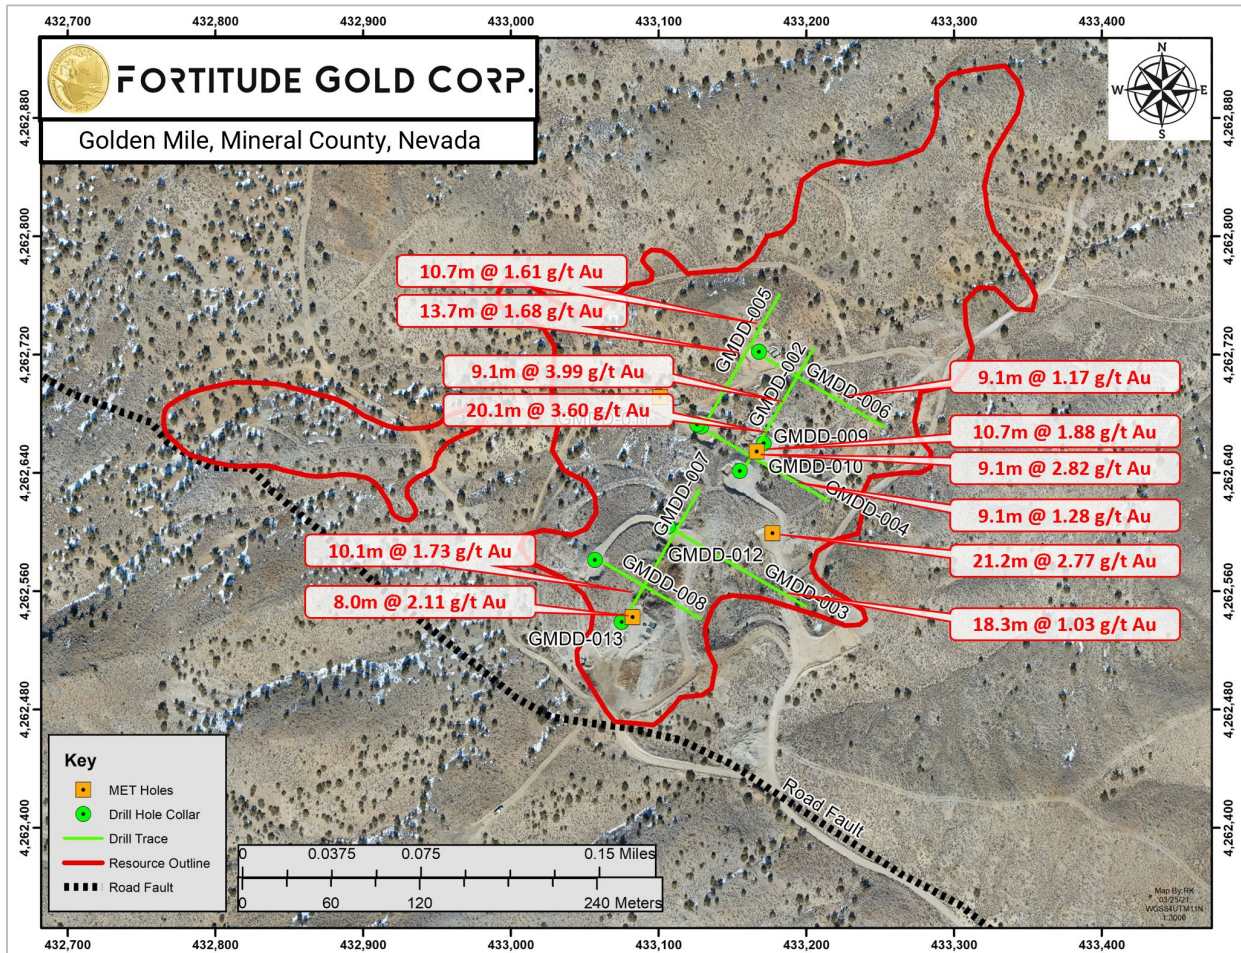 432,700 432,800 432,900 433,000 433,100 433,200 433,300 433,400
FORTITUDE GOLD CORP.
Golden Mile, Mineral County, Nevada
N
W E
S
4,262,880 4,262,880
4,262,800 4,262,800
4,262,720 4,262,720
4,262,640 4,262,640
4,262,560 4,262,560
4,262,480 4,262,480
4,262,400 4,262,400
10.7m @ 1.61 g/t Au
13.7m @ 1.68 g/t Au
9.1m @ 3.99 g/t Au
20.1m @ 3.60 g/t Au
9.1m @ 1.17 g/t Au
10.7m @ 1.88 g/t Au
9.1m @ 2.82 g/t Au
9.1m @ 1.28 g/t Au
21.2m @ 2.77 g/t Au
18.3m @ 1.03 g/t Au
10.1m @ 1.73 g/t Au
8.0m @ 2.11 g/t Au
GMDD-005
GMDD-002
GMDD-006
GMDD-009
GMDD-010
GMDD-004
GMDD-007
GMDD-012
GMDD-003
GMDD-008
GMDD-013
Road Fault
Key
MET Holes
Drill Hole Collar
Drill Trace
Resource Outline
Road Fault
0 0.0375 0.075 0.15 Miles
0 60 120 240 Meters
Map By:RK
03/25/21
WGS84UTM11N
1:3000
432,700 432,800 432,900 433,000 433,100 433,200 433,300 433,400